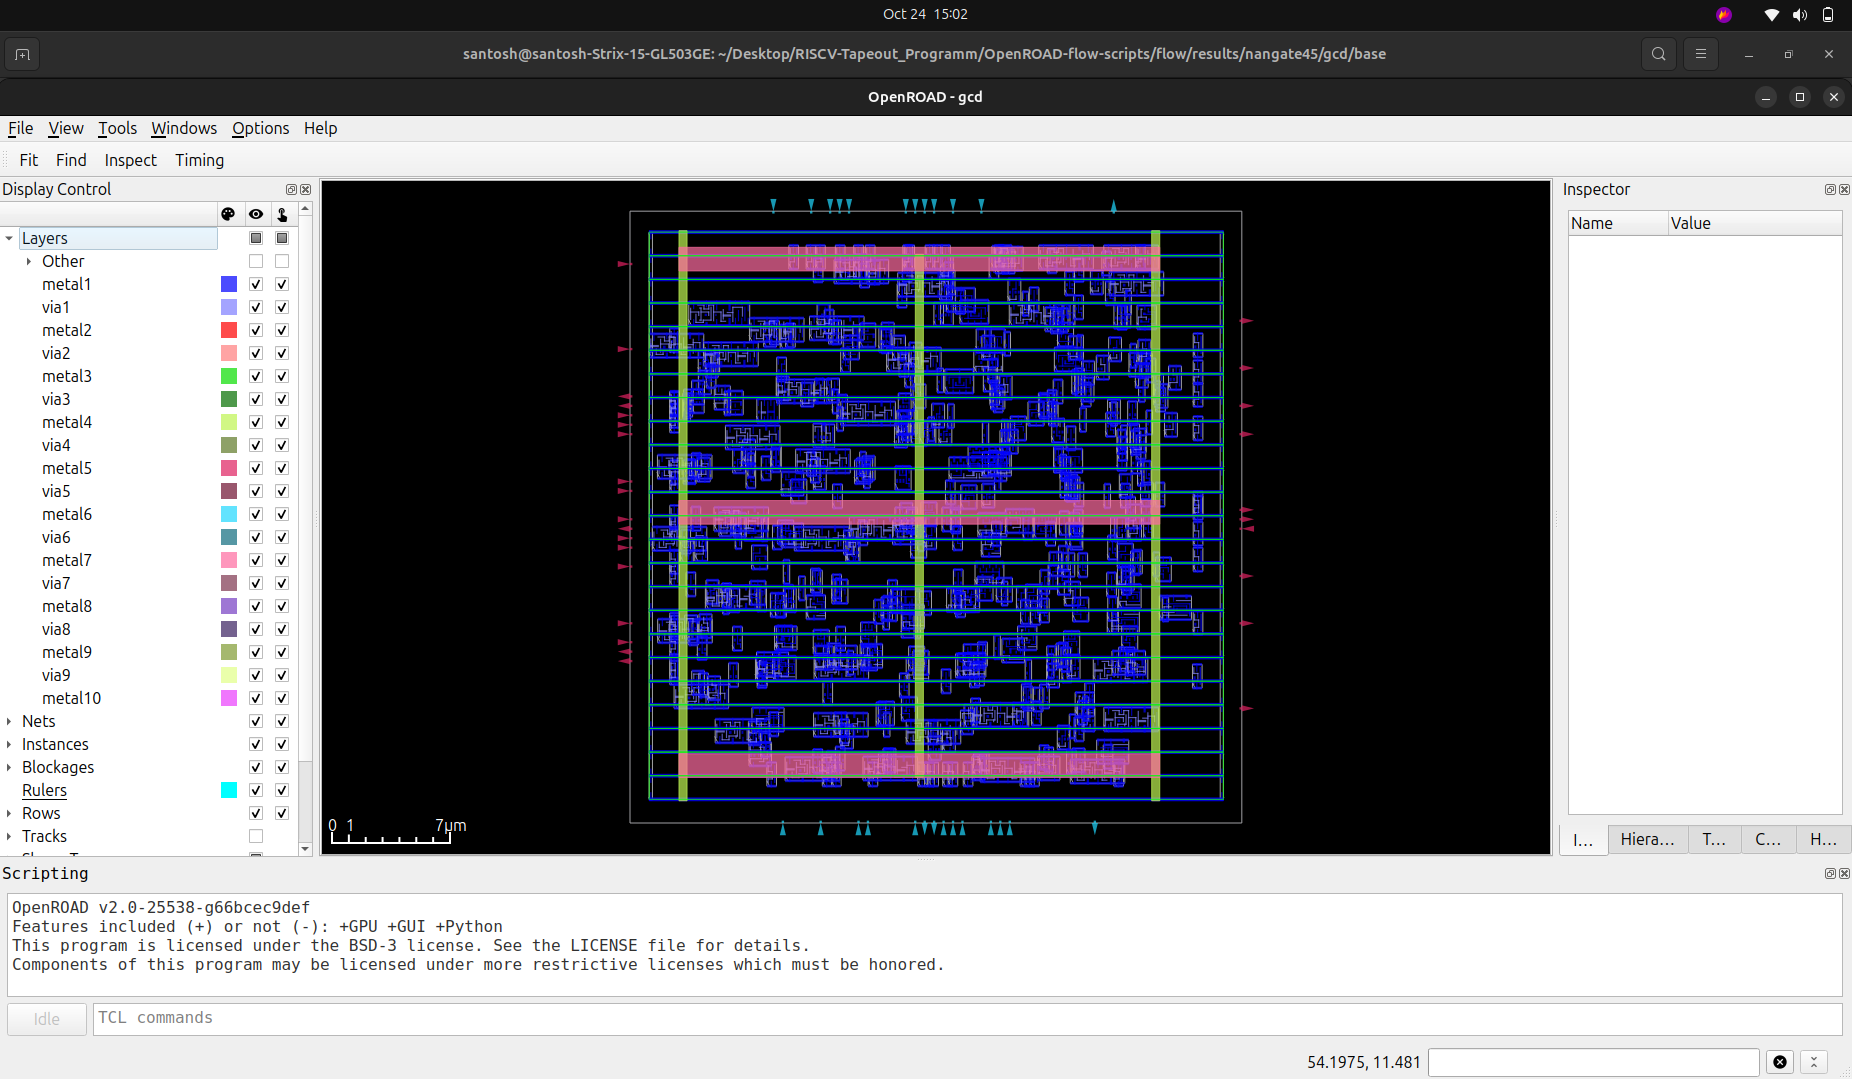 Oct 24 15:02
santosh@santosh-Strix-15-GL503GE: ~/Desktop/RISCV-Tapeout_Programm/OpenROAD-flow-scripts/flow/results/nangate45/gcd/base
OpenROAD - gcd
File View Tools Windows Options Help
Fit Find Inspect Timing
Display Control
Layers
Other
metal1
via1
metal2
via2
metal3
via3
metal4
via4
metal5
via5
metal6
via6
metal7
via7
metal8
via8
metal9
via9
metal10
Nets
Instances
Blockages
Rulers
Rows
Tracks
0 1 7μm
Inspector
Name Value
I... Hiera... T... C... H...
Scripting
OpenROAD v2.0-25538-g66bcec9def
Features included (+) or not (-): +GPU +GUI +Python
This program is licensed under the BSD-3 license. See the LICENSE file for details.
Components of this program may be licensed under more restrictive licenses which must be honored.
Idle TCL commands
54.1975, 11.481